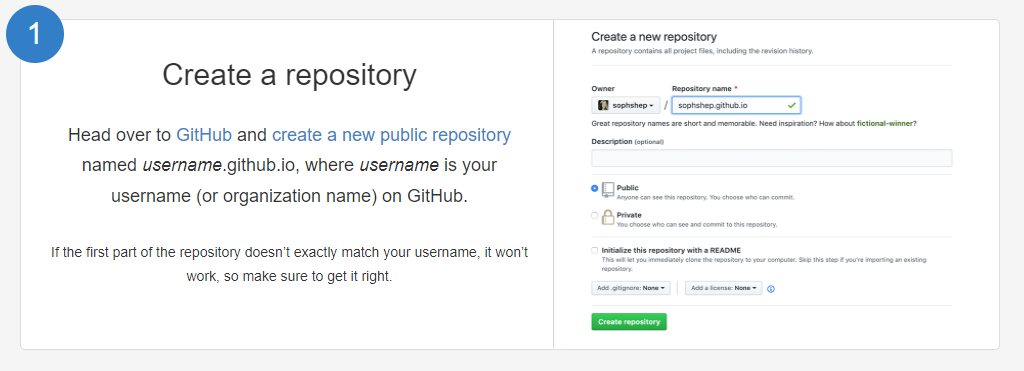 1
Create a repository
Head over to GitHub and create a new public repository
named username.github.io, where username is your
username (or organization name) on GitHub.
If the first part of the repository doesn’t exactly match your username, it won’t
work, so make sure to get it right.
Create a new repository
A repository contains all project files, including the revision history.
Owner Repository name *
sophshep / sophshep.github.io
Great repository names are short and memorable. Need inspiration? How about fictional-winner?
Description (optional)
Public
Anyone can see this repository. You choose who can commit.
Private
You choose who can see and commit to this repository.
Initialize this repository with a README
This will let you immediately clone the repository to your computer. Skip this step if you're importing an existing
repository.
Add .gitignore: None Add a license: None
Create repository